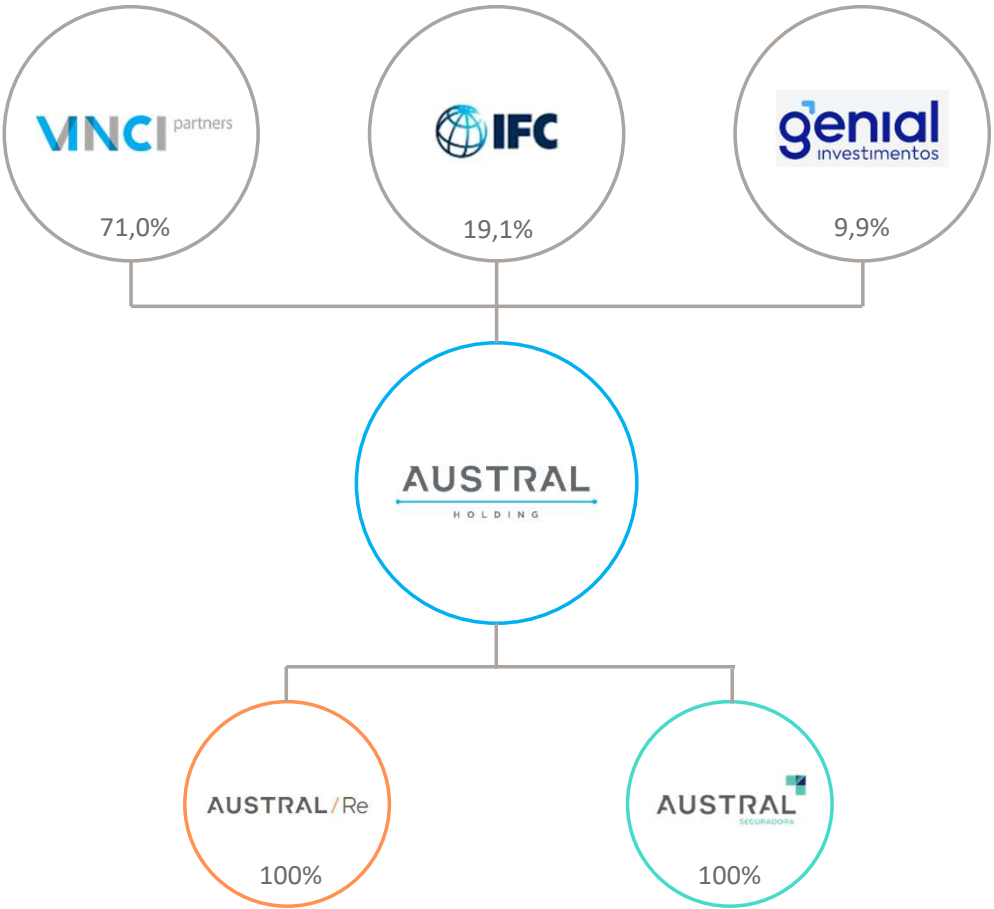 VINCI partners
IFC
genial
investimentos
71,0%
19,1%
9,9%
AUSTRAL
HOLDING
AUSTRAL/Re
AUSTRAL
SEGURADORA
100%
100%